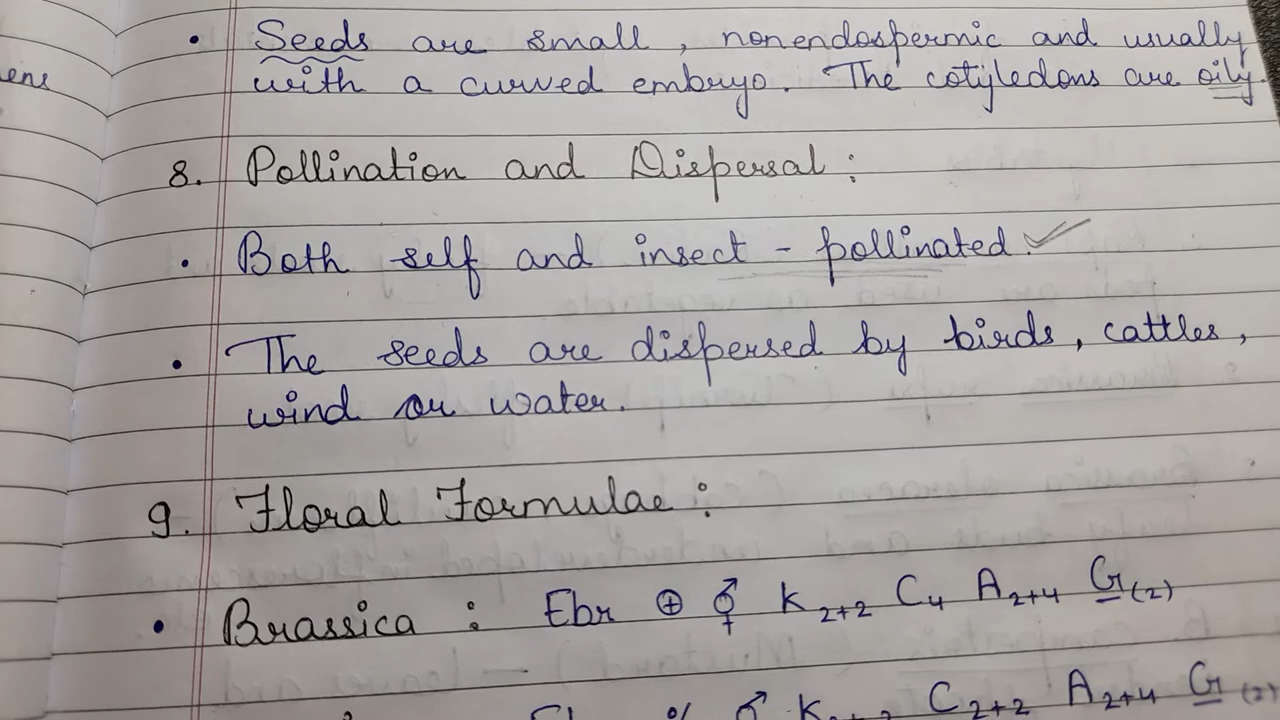 • Seeds are small, nonendospermic and usually
with a curved embryo. The cotyledons are oily.
8. Pollination and Dispersal:
• Both self and insect - pollinated.
• The seeds are dispersed by birds, cattles,
wind or water.
9. Floral Formulae:
• Brassica : Ebr ⊕ ⚥ K₂₊₂ C₄ A₂₊₄ G̲₍₂₎
% C₂₊₂ A₂₊₄ G̲₍₂₎